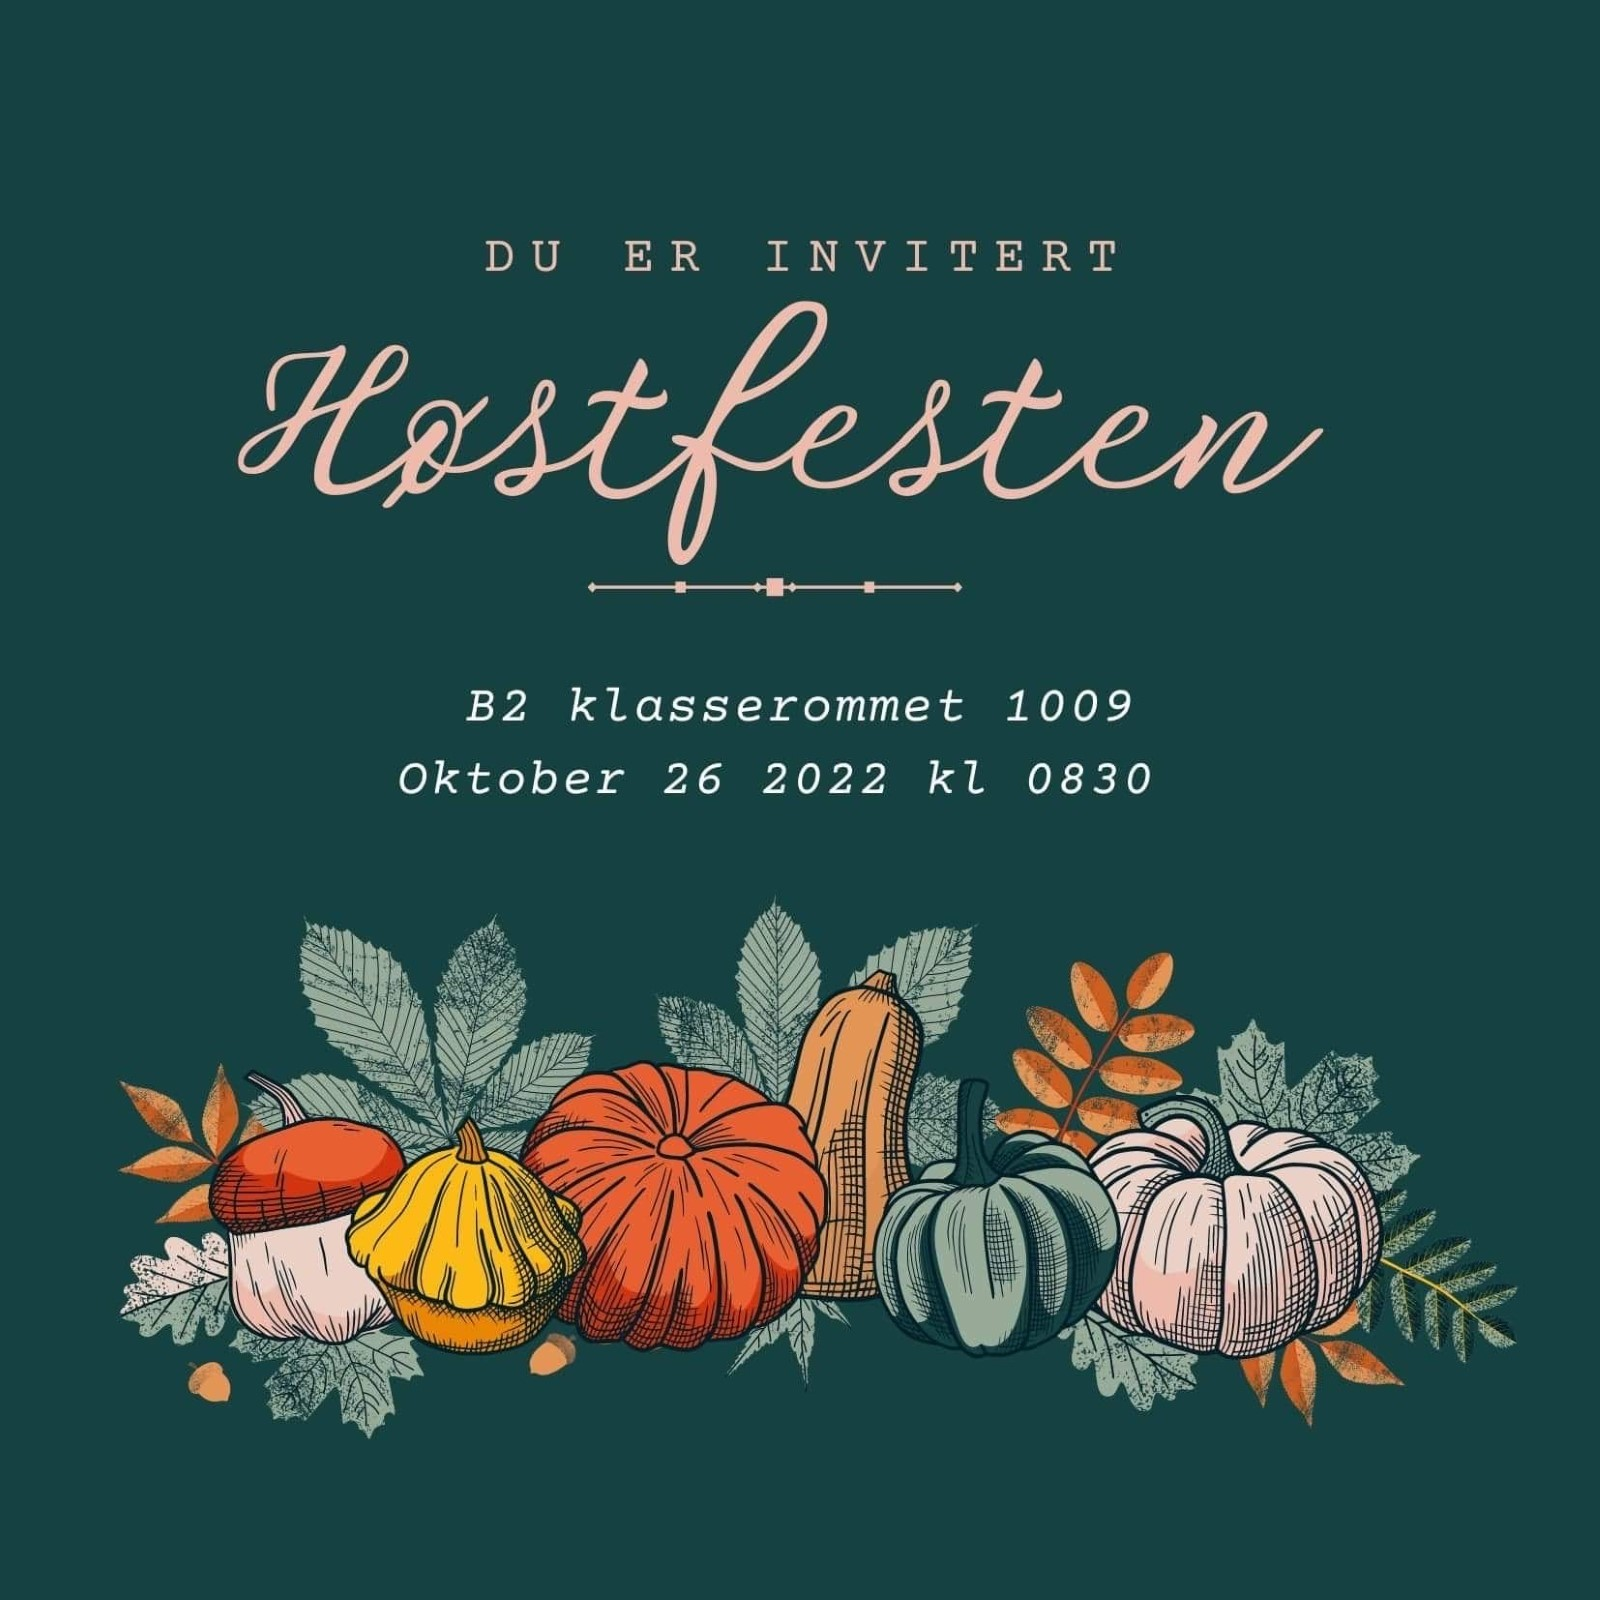 DU ER INVITERT
Høstfesten
B2 klasserommet 1009
Oktober 26 2022 kl 0830